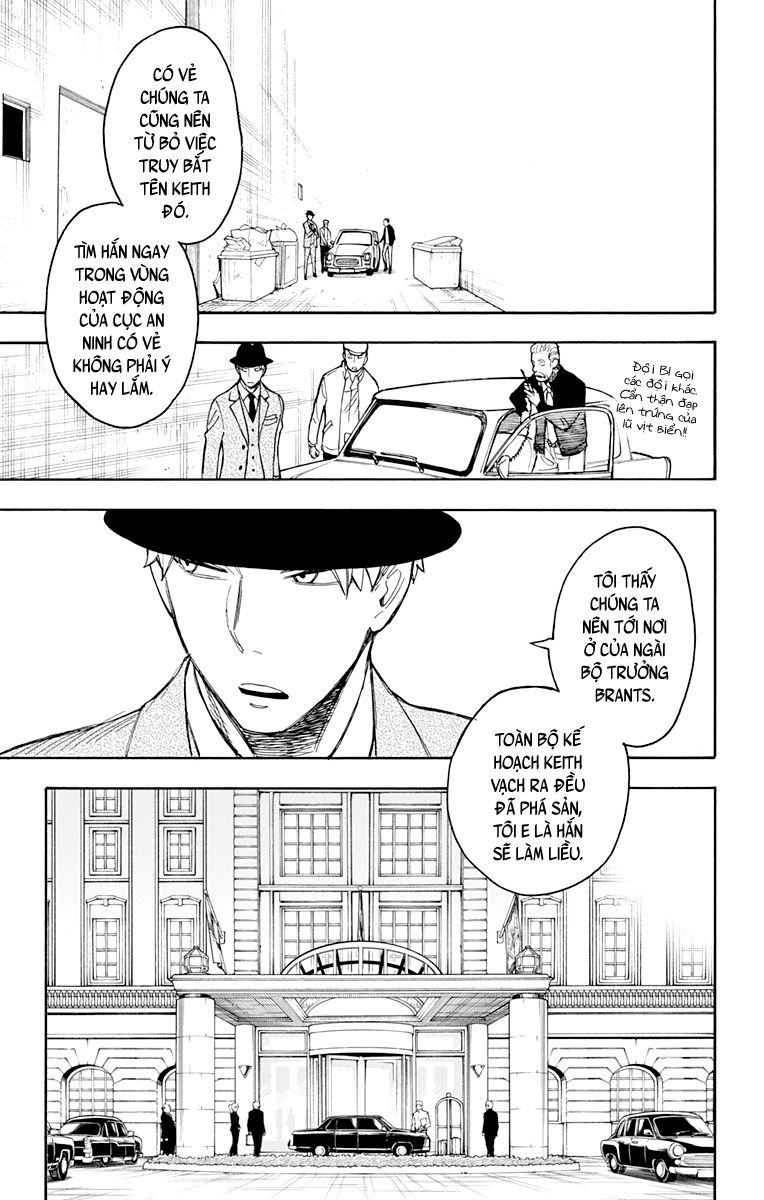 CÓ VẺ
CHÚNG TA
CŨNG NÊN
TỪ BỎ VIỆC
TRUY BẮT
TÊN KEITH
ĐÓ.
TÌM HẮN NGAY
TRONG VÙNG
HOẠT ĐỘNG
CỦA CỤC AN
NINH CÓ VẺ
KHÔNG PHẢI Ý
HAY LẮM.
Đội B1 gọi
các đội khác.
Cẩn thận đạp
lên trứng của
lũ vịt biển!!
TÔI THẤY
CHÚNG TA
NÊN TỚI NƠI
Ở CỦA NGÀI
BỘ TRƯỞNG
BRANTS.
TOÀN BỘ KẾ
HOẠCH KEITH
VẠCH RA ĐỀU
ĐÃ PHÁ SẢN,
TÔI E LÀ HẮN
SẼ LÀM LIỀU.